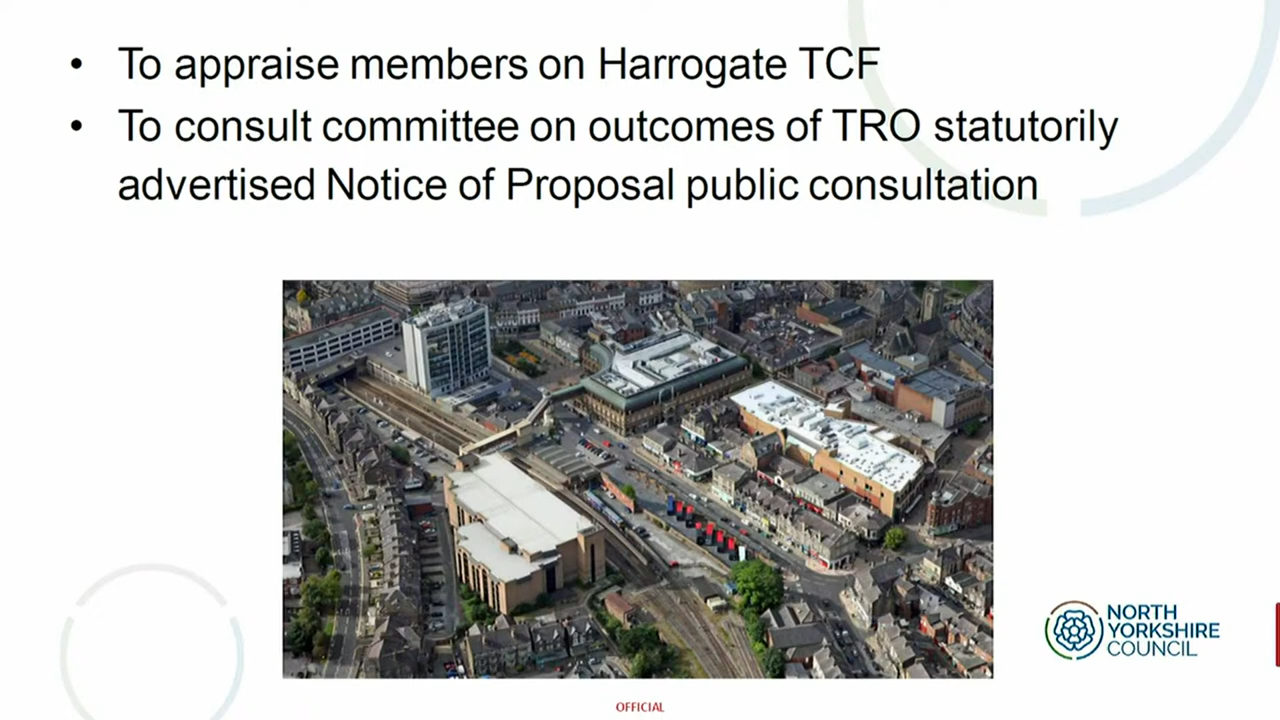 • To appraise members on Harrogate TCF
• To consult committee on outcomes of TRO statutorily
advertised Notice of Proposal public consultation
NORTH
YORKSHIRE
COUNCIL
OFFICIAL